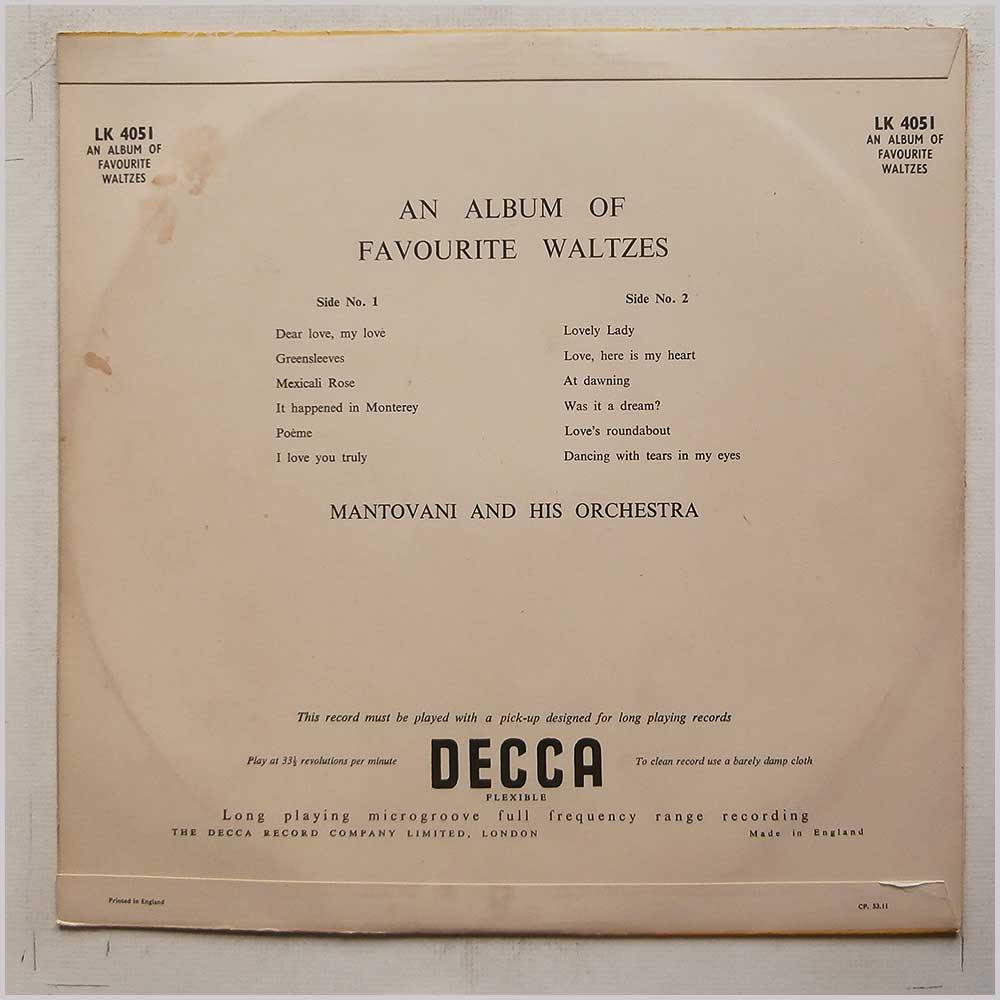 LK 4051
AN ALBUM OF
FAVOURITE
WALTZES
LK 4051
AN ALBUM OF
FAVOURITE
WALTZES
AN ALBUM OF
FAVOURITE WALTZES
Side No. 1
Dear love, my love
Greensleeves
Mexicali Rose
It happened in Monterey
Poème
I love you truly
Side No. 2
Lovely Lady
Love, here is my heart
At dawning
Was it a dream?
Love's roundabout
Dancing with tears in my eyes
MANTOVANI AND HIS ORCHESTRA
This record must be played with a pick-up designed for long playing records
Play at 33⅓ revolutions per minute
DECCA
To clean record use a barely damp cloth
FLEXIBLE
Long playing microgroove full frequency range recording
THE DECCA RECORD COMPANY LIMITED, LONDON
Made in England
Printed in England
CP. 53.11